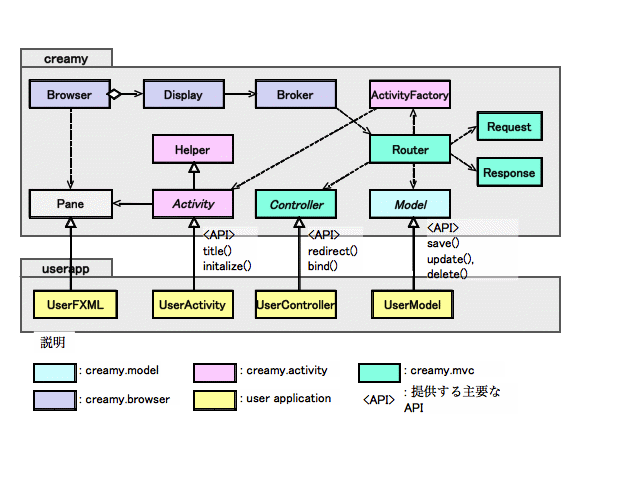 creamy
Browser
Display
Broker
ActivityFactory
Request
Helper
Router
Response
Pane
Activity
Controller
Model
<API>
title()
initalize()
<API>
redirect()
bind()
<API>
save()
update(),
delete()
userapp
UserFXML
UserActivity
UserController
UserModel
説明
: creamy.model
: creamy.activity
: creamy.mvc
: creamy.browser
: user application
<API>
: 提供する主要な
API